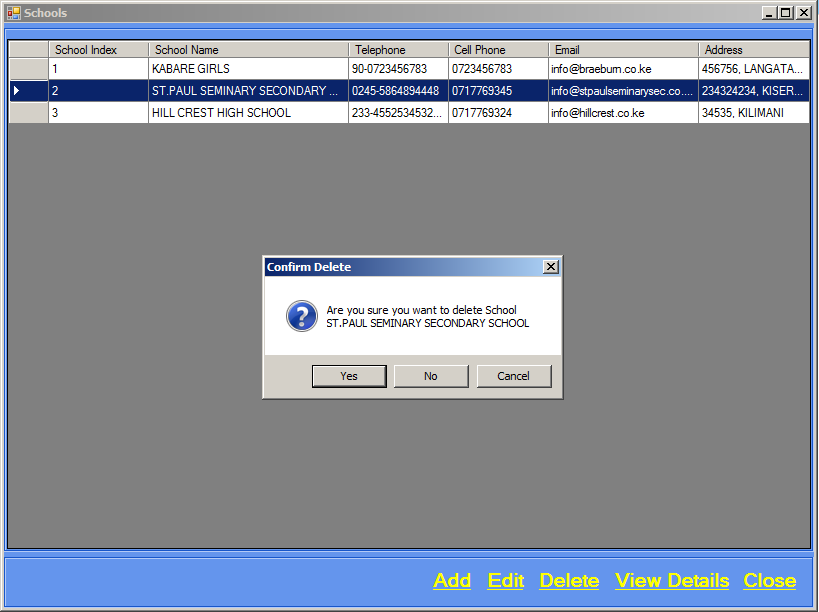 Schools
School Index School Name Telephone Cell Phone Email Address
1 KABARE GIRLS 90-0723456783 0723456783 info@braeburn.co.ke 456756, LANGATA...
2 ST.PAUL SEMINARY SECONDARY ... 0245-5864894448 0717769345 info@stpaulseminarysec.co.... 234324234, KISER...
3 HILL CREST HIGH SCHOOL 233-4552534532... 0717769324 info@hillcrest.co.ke 34535, KILIMANI
Confirm Delete
Are you sure you want to delete School
ST.PAUL SEMINARY SECONDARY SCHOOL
Yes No Cancel
Add Edit Delete View Details Close